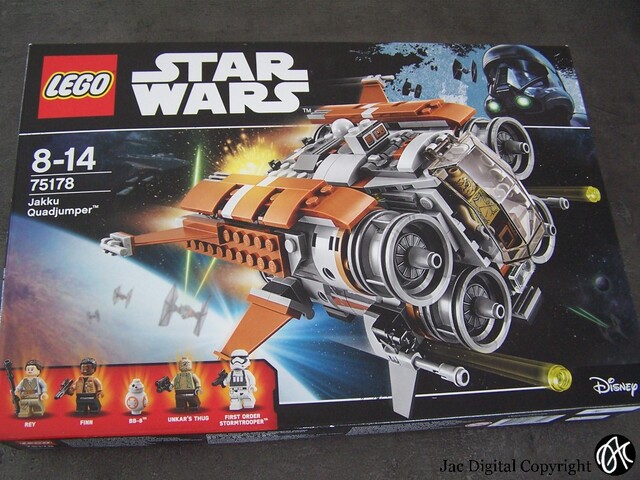 LEGO
STAR
WARS™
8-14
75178
Jakku
Quadjumper™
REY
FINN
BB-8™
UNKAR'S THUG
FIRST ORDER
STORMTROOPER™
Disney
Jac Digital Copyright